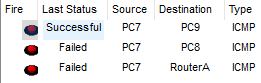 Fire Last Status Source Destination Type
Successful PC7 PC9 ICMP
Failed PC7 PC8 ICMP
Failed PC7 RouterA ICMP